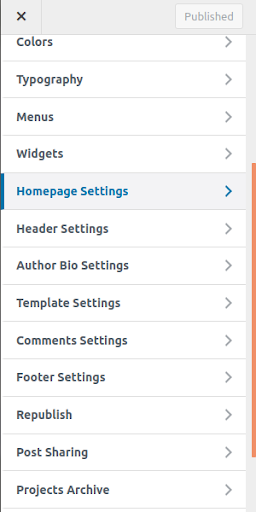 Published
Colors
Typography
Menus
Widgets
Homepage Settings
Header Settings
Author Bio Settings
Template Settings
Comments Settings
Footer Settings
Republish
Post Sharing
Projects Archive